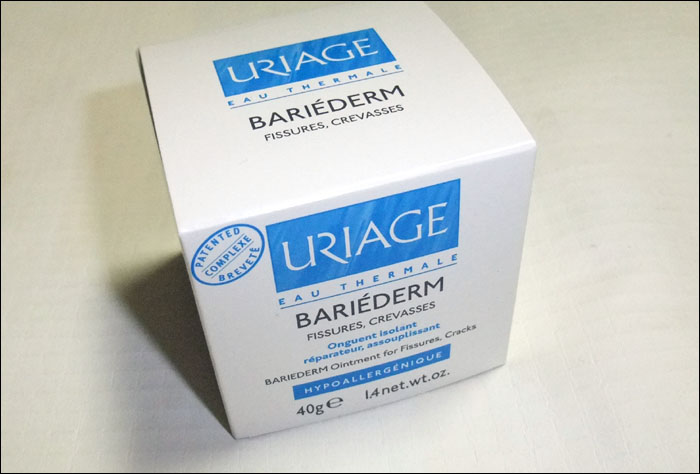 URIAGE
EAU THERMALE
BARIÉDERM
FISSURES, CREVASSES
PATENTED
COMPLEXE
BREVETÉ
URIAGE
EAU THERMALE
BARIÉDERM
FISSURES, CREVASSES
Onguent isolant
réparateur, assouplissant
BARIEDERM Ointment for Fissures, Cracks
HYPOALLERGÉNIQUE
40g℮ 1.4net.wt.oz.